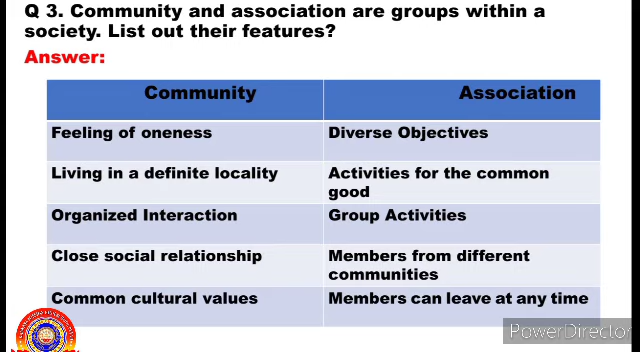 Q 3. Community and association are groups within a
society. List out their features?
Answer:
Community Association
Feeling of oneness Diverse Objectives
Living in a definite locality Activities for the common
good
Organized Interaction Group Activities
Close social relationship Members from different
communities
Common cultural values Members can leave at any time
PowerDirector